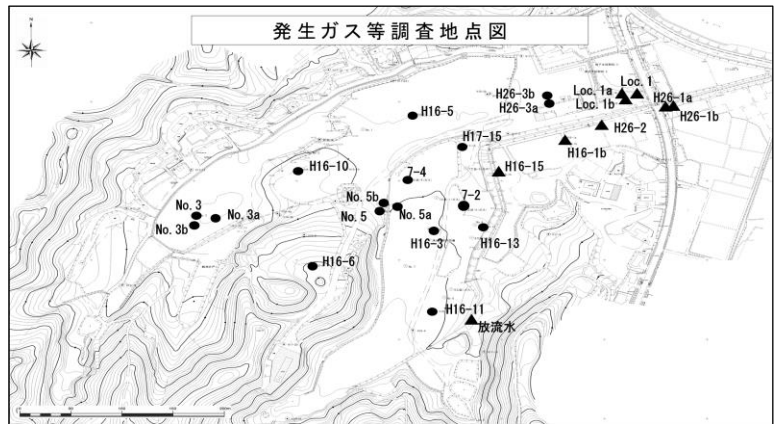 発生ガス等調査地点図
H26-3b
H26-3a
Loc. 1a
Loc. 1
Loc. 1b
H26-1a
H26-1b
H16-5
H26-2
H17-15
H16-1b
H16-10
7-4
H16-15
No. 5b
No. 5
No. 5a
7-2
No. 3
No. 3a
No. 3b
H16-3
H16-13
H16-6
H16-11
放流水